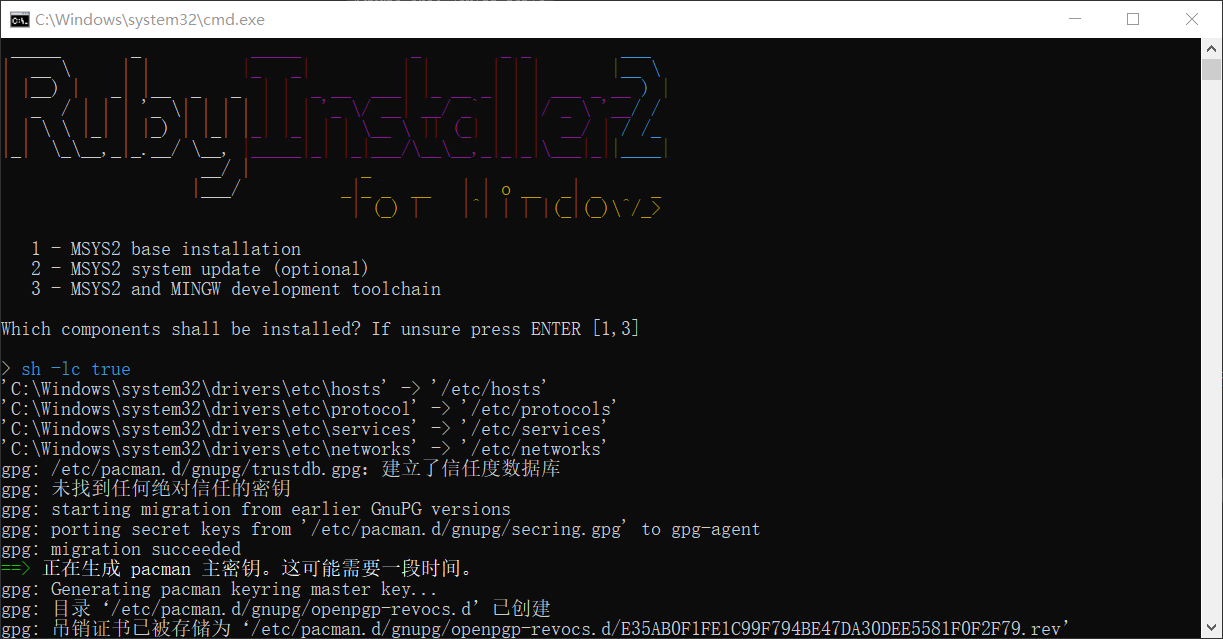 C:\Windows\system32\cmd.exe
RubyInstaller2
for Windows
1 - MSYS2 base installation
2 - MSYS2 system update (optional)
3 - MSYS2 and MINGW development toolchain
Which components shall be installed? If unsure press ENTER [1,3]
> sh -lc true
'C:\Windows\system32\drivers\etc\hosts' -> '/etc/hosts'
'C:\Windows\system32\drivers\etc\protocol' -> '/etc/protocols'
'C:\Windows\system32\drivers\etc\services' -> '/etc/services'
'C:\Windows\system32\drivers\etc\networks' -> '/etc/networks'
gpg: /etc/pacman.d/gnupg/trustdb.gpg：建立了信任度数据库
gpg: 未找到任何绝对信任的密钥
gpg: starting migration from earlier GnuPG versions
gpg: porting secret keys from '/etc/pacman.d/gnupg/secring.gpg' to gpg-agent
gpg: migration succeeded
==> 正在生成 pacman 主密钥。这可能需要一段时间。
gpg: Generating pacman keyring master key...
gpg: 目录‘/etc/pacman.d/gnupg/openpgp-revocs.d’已创建
gpg: 吊销证书已被存储为‘/etc/pacman.d/gnupg/openpgp-revocs.d/E35AB0F1FE1C99F794BE47DA30DEE5581F0F2F79.rev’